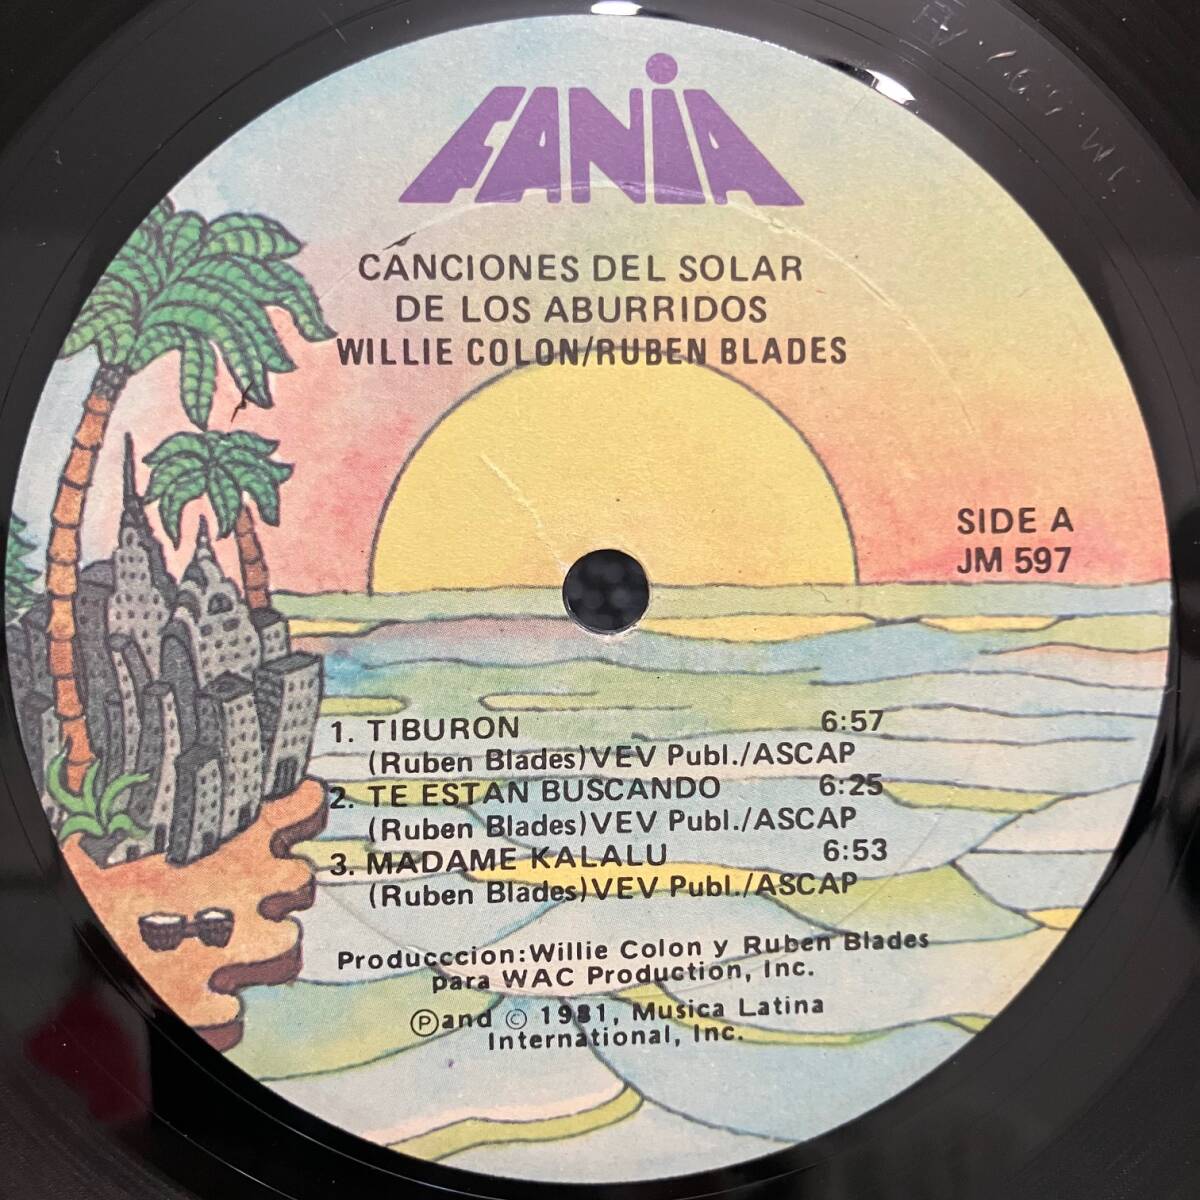 FANIA
CANCIONES DEL SOLAR
DE LOS ABURRIDOS
WILLIE COLON/RUBEN BLADES
SIDE A
JM 597
1. TIBURON 6:57
(Ruben Blades)VEV Publ./ASCAP
2. TE ESTAN BUSCANDO 6:25
(Ruben Blades)VEV Publ./ASCAP
3. MADAME KALALU 6:53
(Ruben Blades)VEV Publ./ASCAP
Producccion:Willie Colon y Ruben Blades
para WAC Production, Inc.
Ⓟand © 1981, Musica Latina
International, Inc.